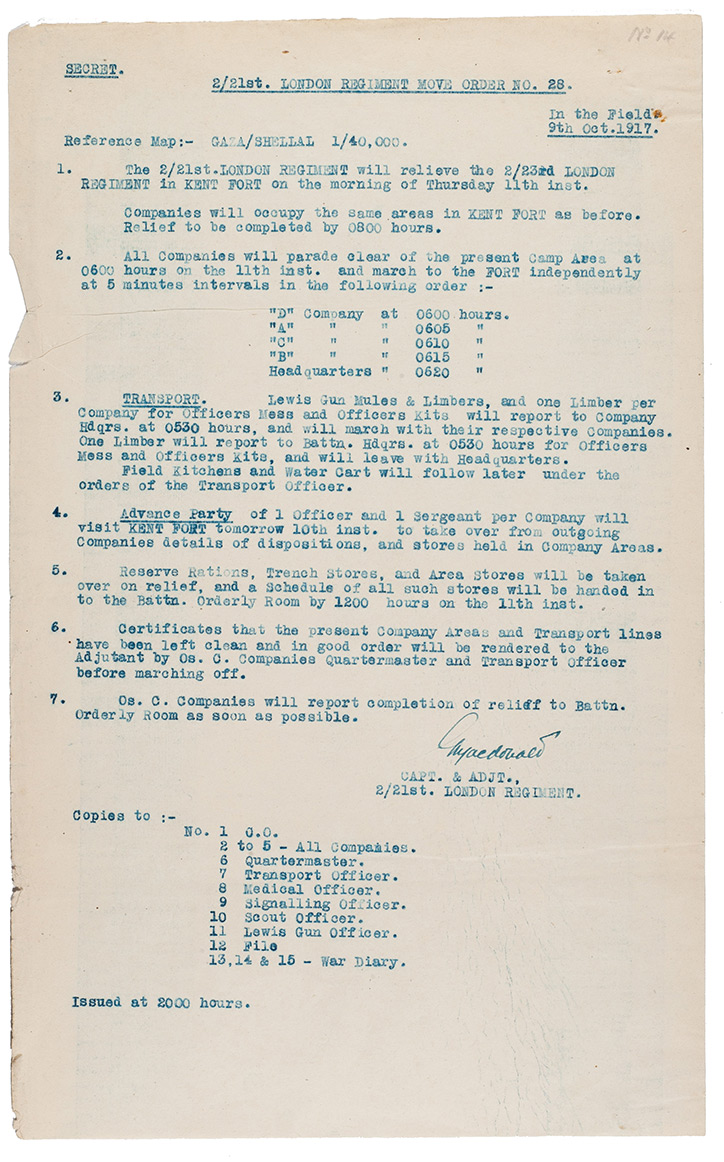 No 14
SECRET.
2/21st. LONDON REGIMENT MOVE ORDER NO. 28.
In the Field.
9th Oct.1917.
Reference Map:- GAZA/SHELLAL 1/40,000.
1. The 2/21st.LONDON REGIMENT will relieve the 2/23rd LONDON
REGIMENT in KENT FORT on the morning of Thursday 11th inst.
Companies will occupy the same areas in KENT FORT as before.
Relief to be completed by 0800 hours.
2. All Companies will parade clear of the present Camp Area at
0600 hours on the 11th inst. and march to the FORT independently
at 5 minutes intervals in the following order :-
"D" Company at 0600 hours.
"A" " " 0605 "
"C" " " 0610 "
"B" " " 0615 "
Headquarters " 0620 "
3. TRANSPORT. Lewis Gun Mules & Limbers, and one Limber per
Company for Officers Mess and Officers Kits will report to Company
Hdqrs. at 0530 hours, and will march with their respective Companies.
One Limber will report to Battn. Hdqrs. at 0530 hours for Officers
Mess and Officers Kits, and will leave with Headquarters.
Field Kitchens and Water Cart will follow later under the
orders of the Transport Officer.
4. Advance Party of 1 Officer and 1 Sergeant per Company will
visit KENT FORT tomorrow 10th inst. to take over from outgoing
Companies details of dispositions, and stores held in Company Areas.
5. Reserve Rations, Trench Stores, and Area Stores will be taken
over on relief, and a Schedule of all such stores will be handed in
to the Battn. Orderly Room by 1200 hours on the 11th inst.
6. Certificates that the present Company Areas and Transport lines
have been left clean and in good order will be rendered to the
Adjutant by Os. C. Companies Quartermaster and Transport Officer
before marching off.
7. Os. C. Companies will report completion of relief to Battn.
Orderly Room as soon as possible.
GMacdonald
CAPT. & ADJT.,
2/21st. LONDON REGIMENT.
Copies to :-
No. 1 C.O.
2 to 5 - All Companies.
6 Quartermaster.
7 Transport Officer.
8 Medical Officer.
9 Signalling Officer.
10 Scout Officer.
11 Lewis Gun Officer.
12 File
13,14 & 15 - War Diary.
Issued at 2000 hours.